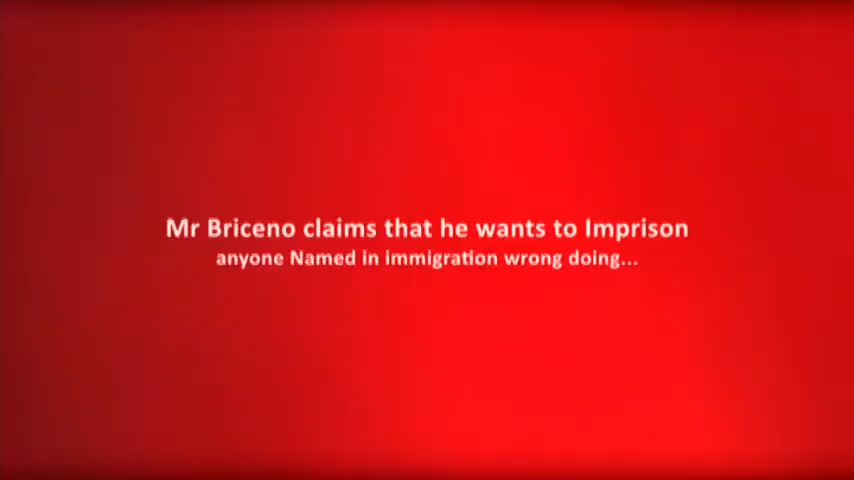 Mr Briceno claims that he wants to Imprison
anyone Named in immigration wrong doing...